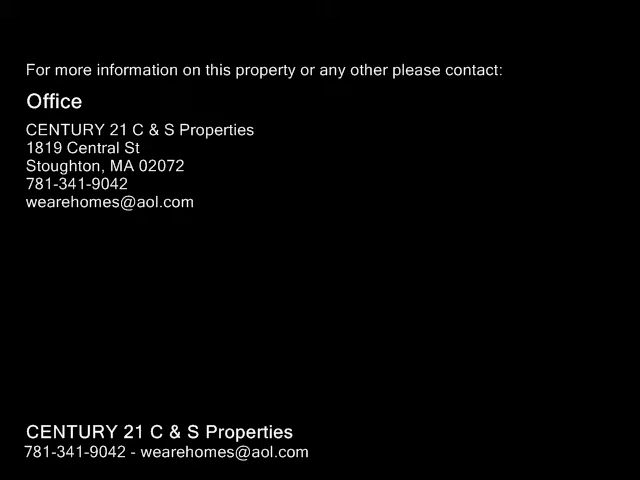 For more information on this property or any other please contact:
Office
CENTURY 21 C & S Properties
1819 Central St
Stoughton, MA 02072
781-341-9042
wearehomes@aol.com
CENTURY 21 C & S Properties
781-341-9042 - wearehomes@aol.com